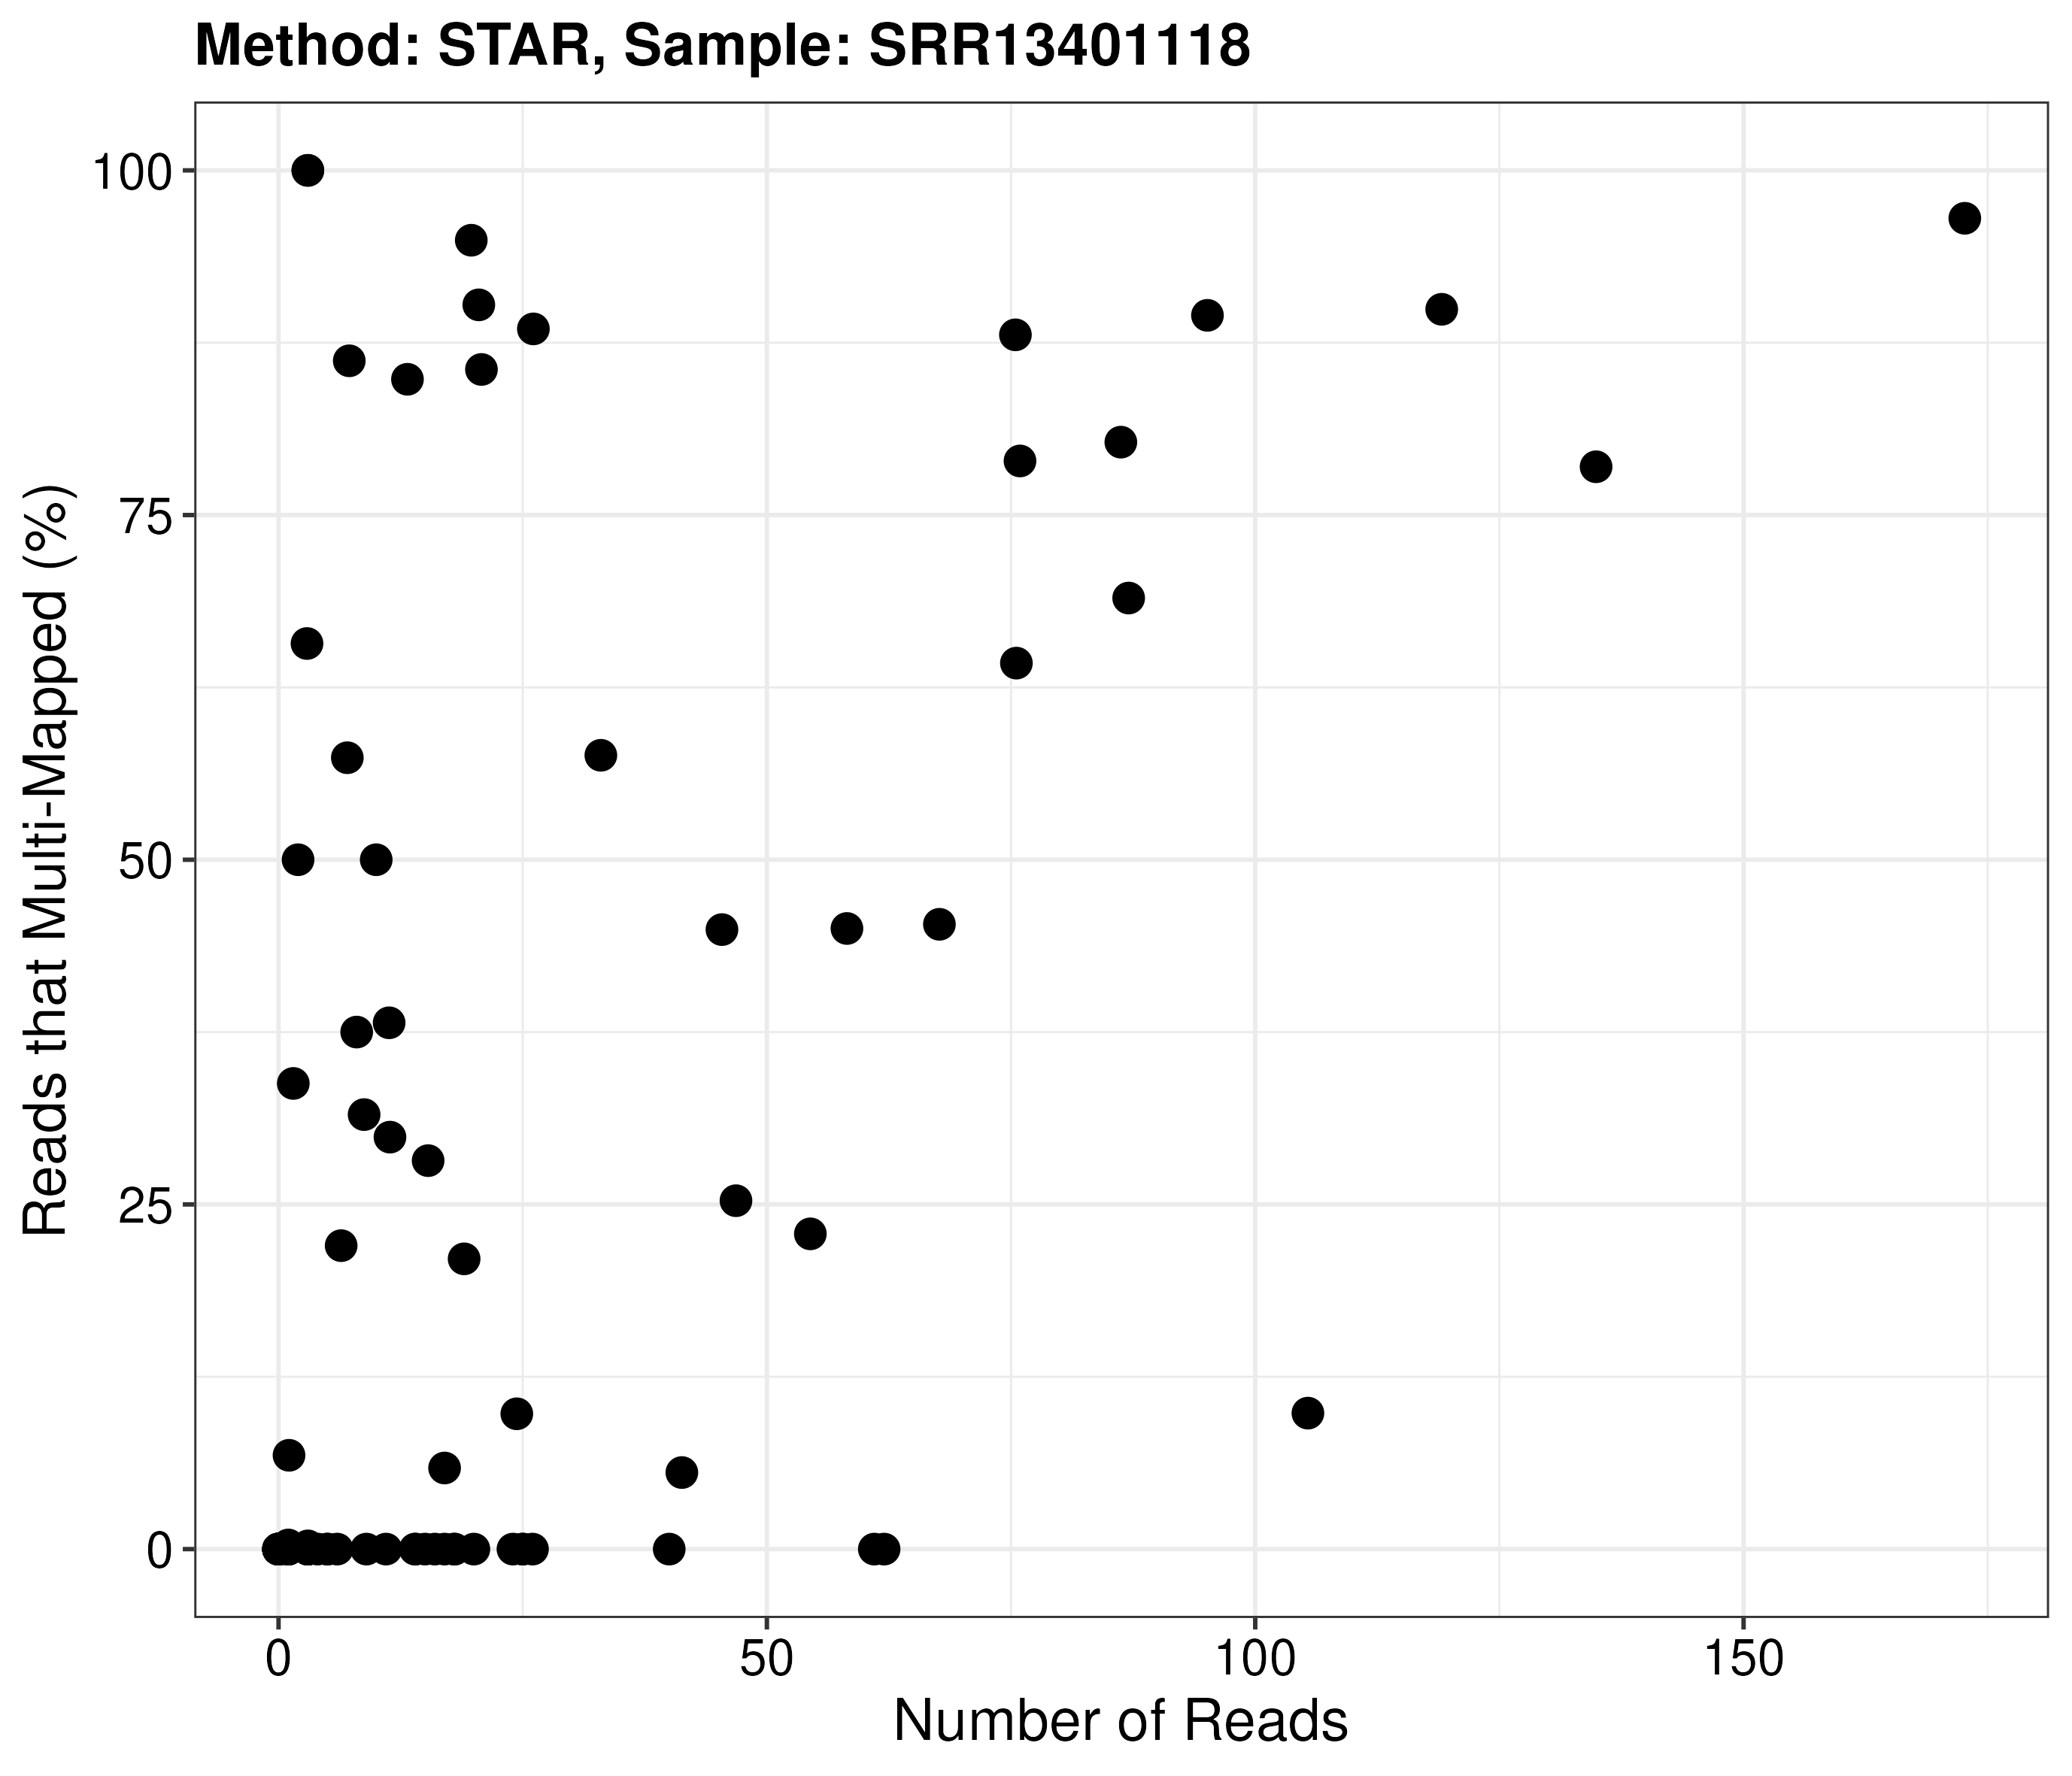 Method: STAR, Sample: SRR13401118
Reads that Multi-Mapped (%)
100
75
50
25
0
0 50 100 150
Number of Reads